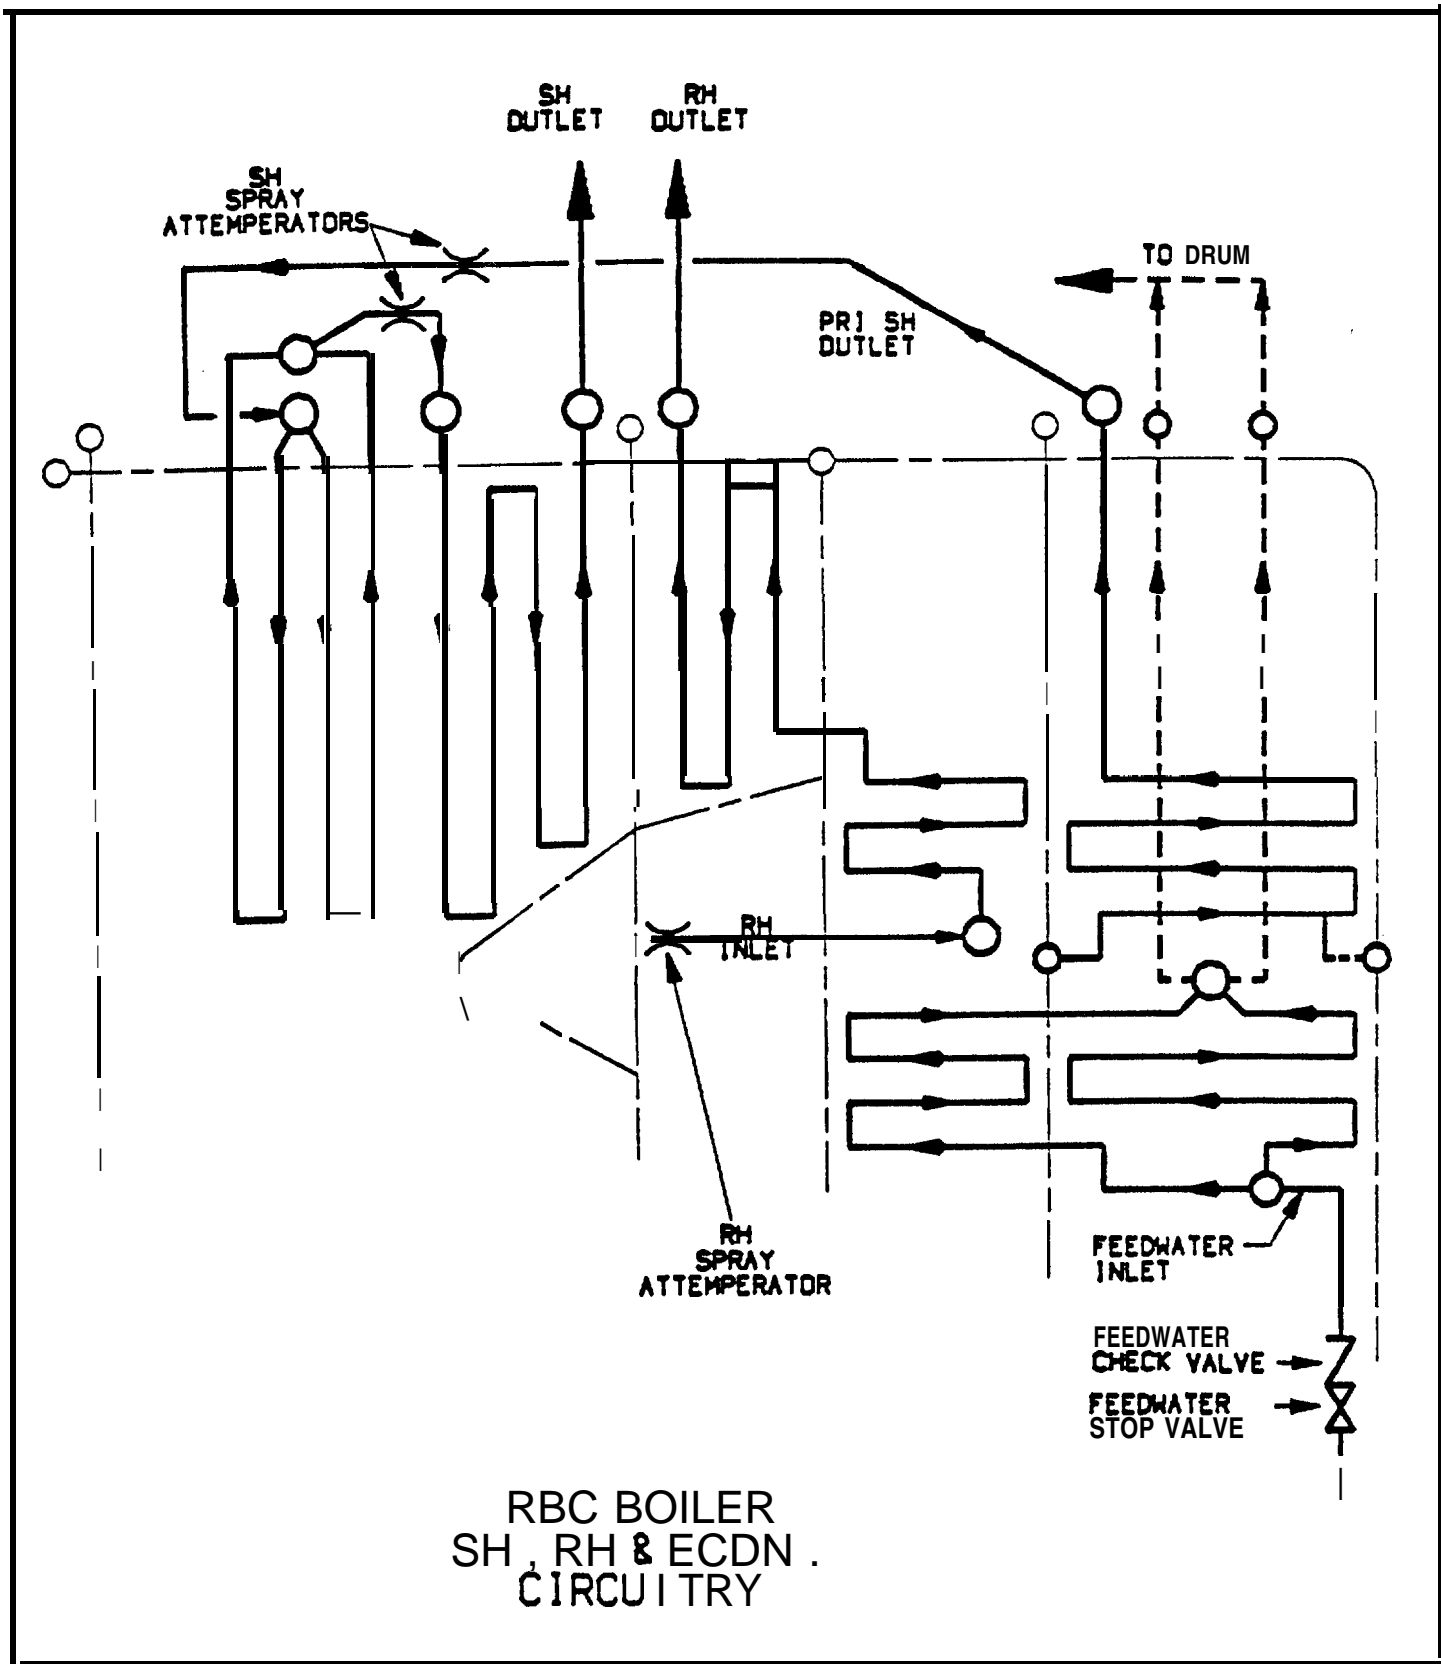 SH
OUTLET
RH
OUTLET
SH
SPRAY
ATTEMPERATORS
TO DRUM
PRI SH
OUTLET
RH
INLET
RH
SPRAY
ATTEMPERATOR
FEEDWATER
INLET
FEEDWATER
CHECK VALVE
FEEDWATER
STOP VALVE
RBC BOILER
SH , RH & ECDN .
CIRCUITRY